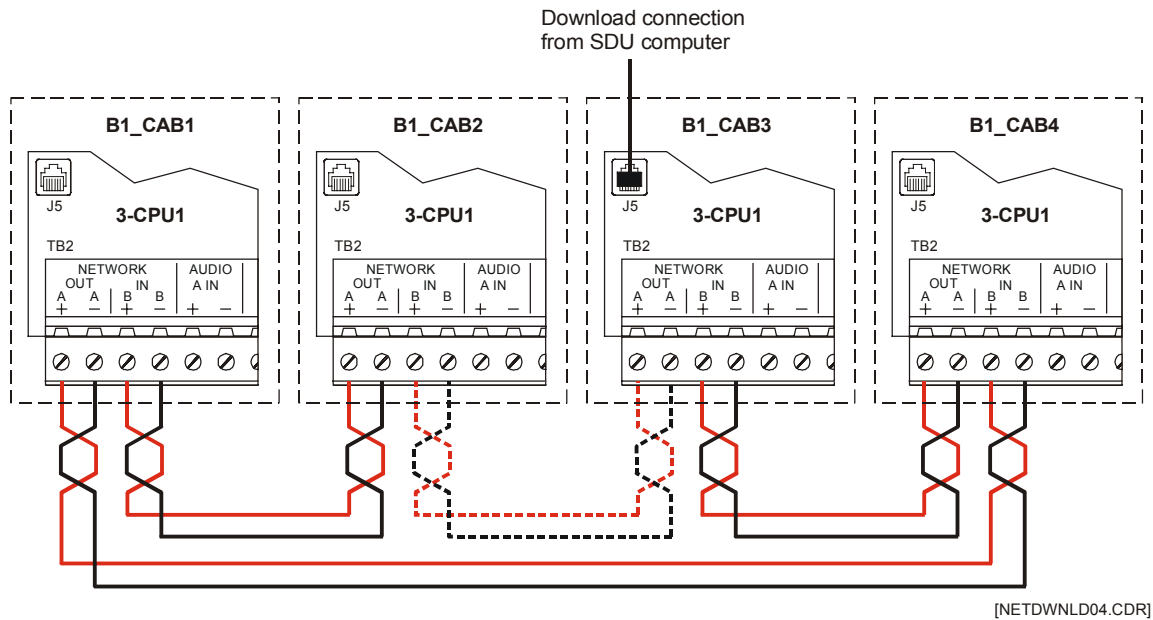 Download connection
from SDU computer
B1_CAB1
J5
3-CPU1
TB2
NETWORK
OUT IN
A A B B
+ – + –
AUDIO
A IN
+ –
B1_CAB2
J5
3-CPU1
TB2
NETWORK
OUT IN
A A B B
+ – + –
AUDIO
A IN
+ –
B1_CAB3
J5
3-CPU1
TB2
NETWORK
OUT IN
A A B B
+ – + –
AUDIO
A IN
+ –
B1_CAB4
J5
3-CPU1
TB2
NETWORK
OUT IN
A A B B
+ – + –
AUDIO
A IN
+ –
[NETDWNLD04.CDR]